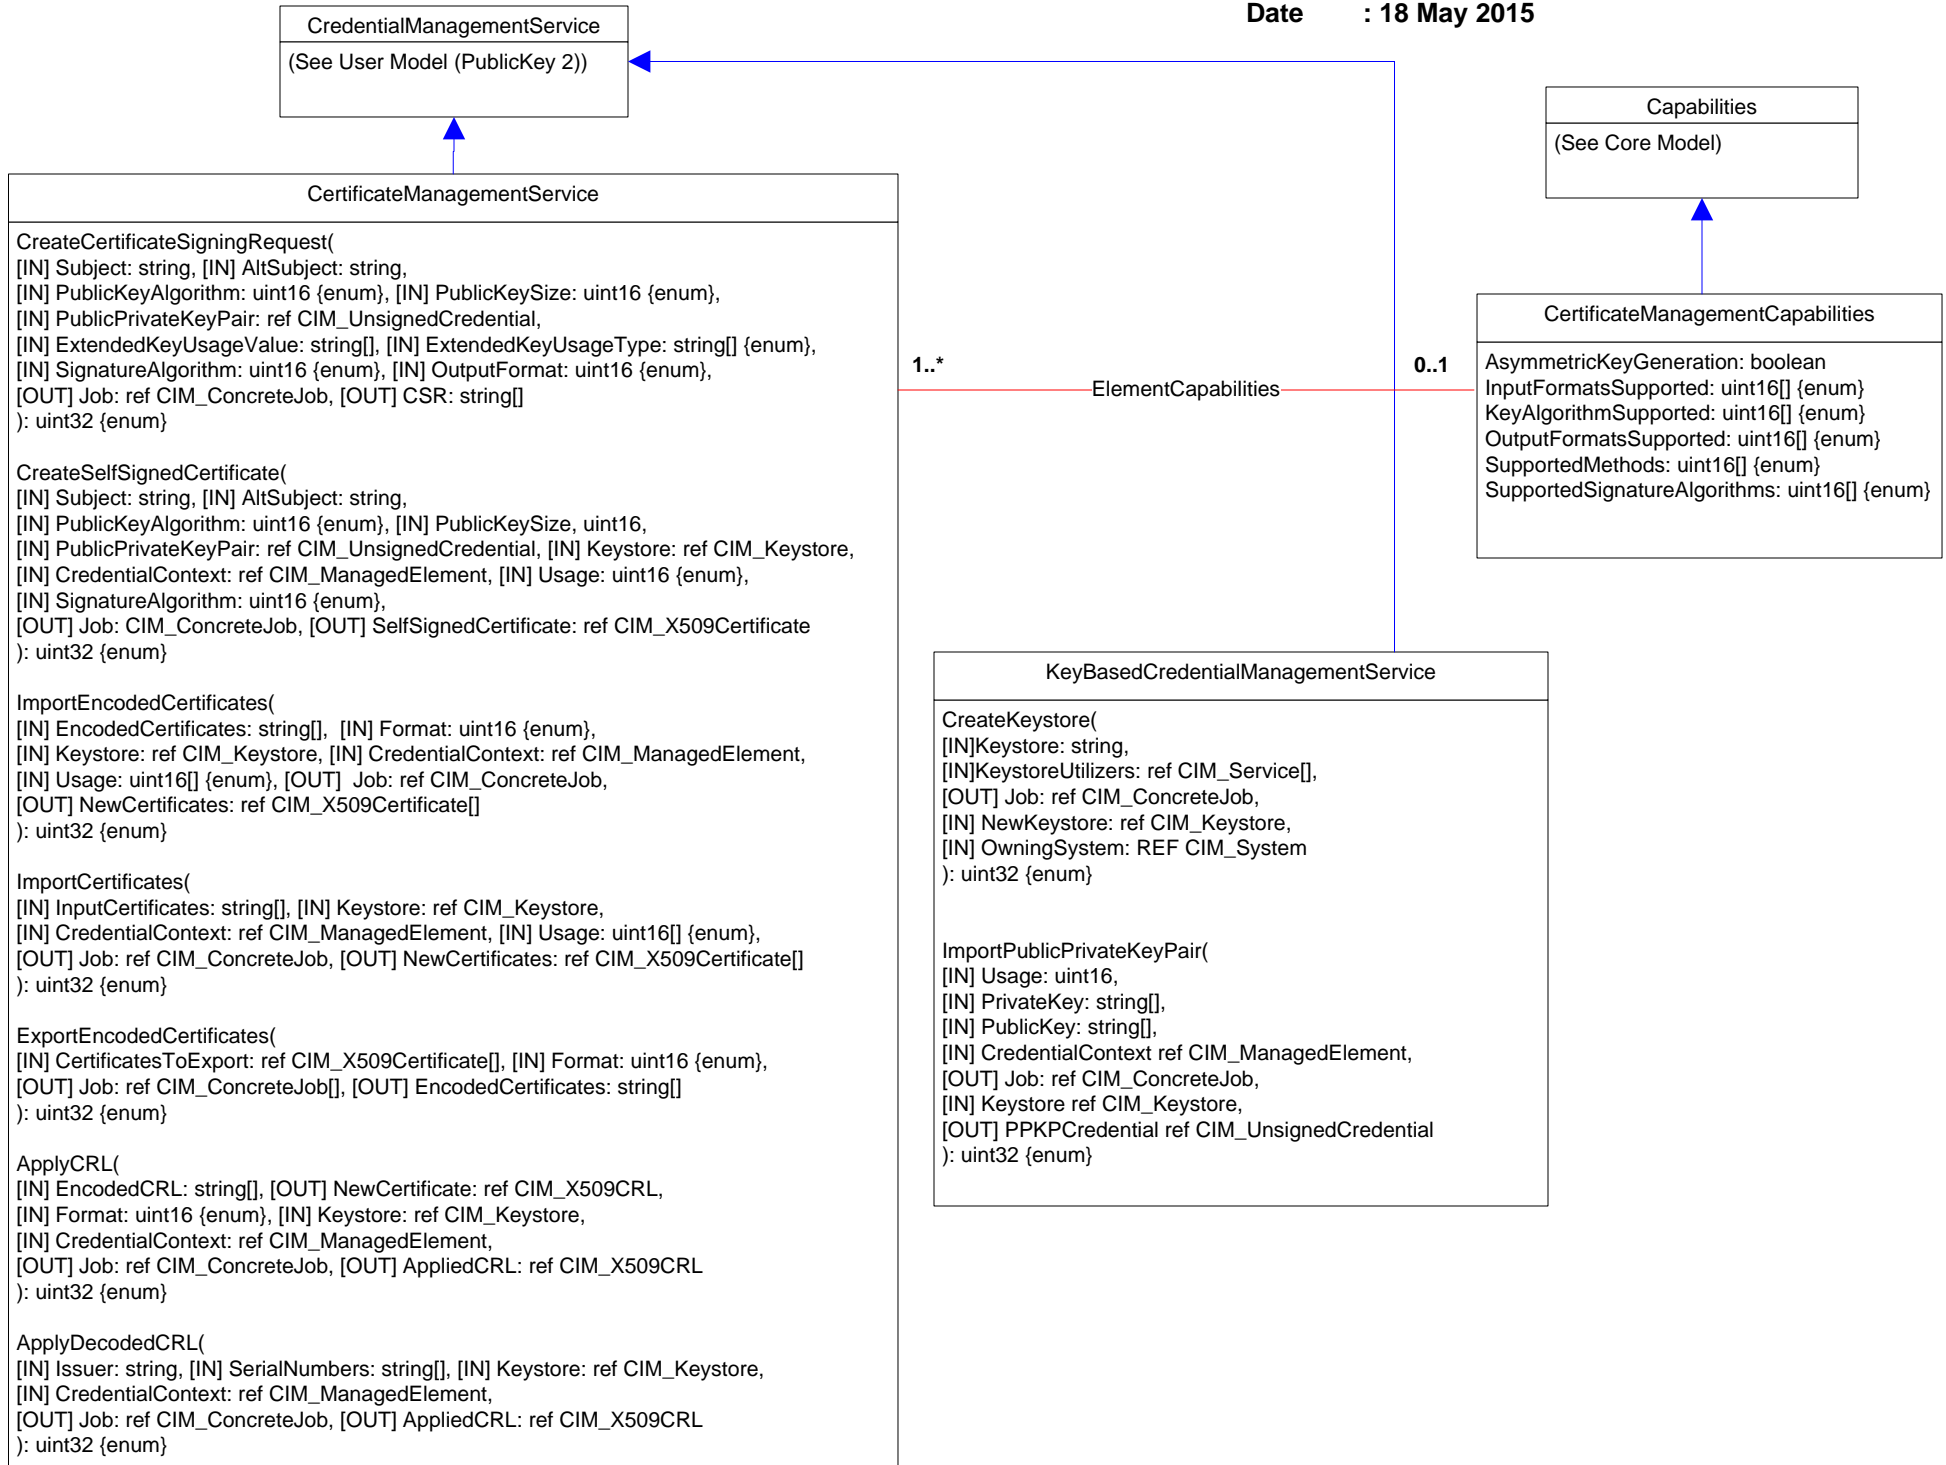 Date : 18 May 2015
CredentialManagementService
(See User Model (PublicKey 2))
Capabilities
(See Core Model)
CertificateManagementService
CreateCertificateSigningRequest(
[IN] Subject: string, [IN] AltSubject: string,
[IN] PublicKeyAlgorithm: uint16 {enum}, [IN] PublicKeySize: uint16 {enum},
[IN] PublicPrivateKeyPair: ref CIM_UnsignedCredential,
[IN] ExtendedKeyUsageValue: string[], [IN] ExtendedKeyUsageType: string[] {enum},
[IN] SignatureAlgorithm: uint16 {enum}, [IN] OutputFormat: uint16 {enum},
[OUT] Job: ref CIM_ConcreteJob, [OUT] CSR: string[]
): uint32 {enum}
CreateSelfSignedCertificate(
[IN] Subject: string, [IN] AltSubject: string,
[IN] PublicKeyAlgorithm: uint16 {enum}, [IN] PublicKeySize, uint16,
[IN] PublicPrivateKeyPair: ref CIM_UnsignedCredential, [IN] Keystore: ref CIM_Keystore,
[IN] CredentialContext: ref CIM_ManagedElement, [IN] Usage: uint16 {enum},
[IN] SignatureAlgorithm: uint16 {enum},
[OUT] Job: CIM_ConcreteJob, [OUT] SelfSignedCertificate: ref CIM_X509Certificate
): uint32 {enum}
ImportEncodedCertificates(
[IN] EncodedCertificates: string[],  [IN] Format: uint16 {enum},
[IN] Keystore: ref CIM_Keystore, [IN] CredentialContext: ref CIM_ManagedElement,
[IN] Usage: uint16[] {enum}, [OUT]  Job: ref CIM_ConcreteJob,
[OUT] NewCertificates: ref CIM_X509Certificate[]
): uint32 {enum}
ImportCertificates(
[IN] InputCertificates: string[], [IN] Keystore: ref CIM_Keystore,
[IN] CredentialContext: ref CIM_ManagedElement, [IN] Usage: uint16[] {enum},
[OUT] Job: ref CIM_ConcreteJob, [OUT] NewCertificates: ref CIM_X509Certificate[]
): uint32 {enum}
ExportEncodedCertificates(
[IN] CertificatesToExport: ref CIM_X509Certificate[], [IN] Format: uint16 {enum},
[OUT] Job: ref CIM_ConcreteJob[], [OUT] EncodedCertificates: string[]
): uint32 {enum}
ApplyCRL(
[IN] EncodedCRL: string[], [OUT] NewCertificate: ref CIM_X509CRL,
[IN] Format: uint16 {enum}, [IN] Keystore: ref CIM_Keystore,
[IN] CredentialContext: ref CIM_ManagedElement,
[OUT] Job: ref CIM_ConcreteJob, [OUT] AppliedCRL: ref CIM_X509CRL
): uint32 {enum}
ApplyDecodedCRL(
[IN] Issuer: string, [IN] SerialNumbers: string[], [IN] Keystore: ref CIM_Keystore,
[IN] CredentialContext: ref CIM_ManagedElement,
[OUT] Job: ref CIM_ConcreteJob, [OUT] AppliedCRL: ref CIM_X509CRL
): uint32 {enum}
1..*
ElementCapabilities
0..1
CertificateManagementCapabilities
AsymmetricKeyGeneration: boolean
InputFormatsSupported: uint16[] {enum}
KeyAlgorithmSupported: uint16[] {enum}
OutputFormatsSupported: uint16[] {enum}
SupportedMethods: uint16[] {enum}
SupportedSignatureAlgorithms: uint16[] {enum}
KeyBasedCredentialManagementService
CreateKeystore(
[IN]Keystore: string,
[IN]KeystoreUtilizers: ref CIM_Service[],
[OUT] Job: ref CIM_ConcreteJob,
[IN] NewKeystore: ref CIM_Keystore,
[IN] OwningSystem: REF CIM_System
): uint32 {enum}
ImportPublicPrivateKeyPair(
[IN] Usage: uint16,
[IN] PrivateKey: string[],
[IN] PublicKey: string[],
[IN] CredentialContext ref CIM_ManagedElement,
[OUT] Job: ref CIM_ConcreteJob,
[IN] Keystore ref CIM_Keystore,
[OUT] PPKPCredential ref CIM_UnsignedCredential
): uint32 {enum}